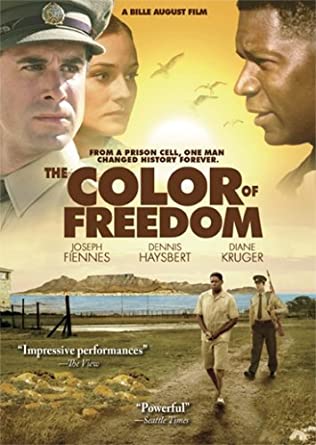 A BILLE AUGUST FILM
FROM A PRISON CELL, ONE MAN
CHANGED HISTORY FOREVER.
THE COLOR OF
FREEDOM
JOSEPH FIENNES
DENNIS HAYSBERT
DIANE KRUGER
“Impressive performances”
—The View
“Powerful”
—Seattle Times